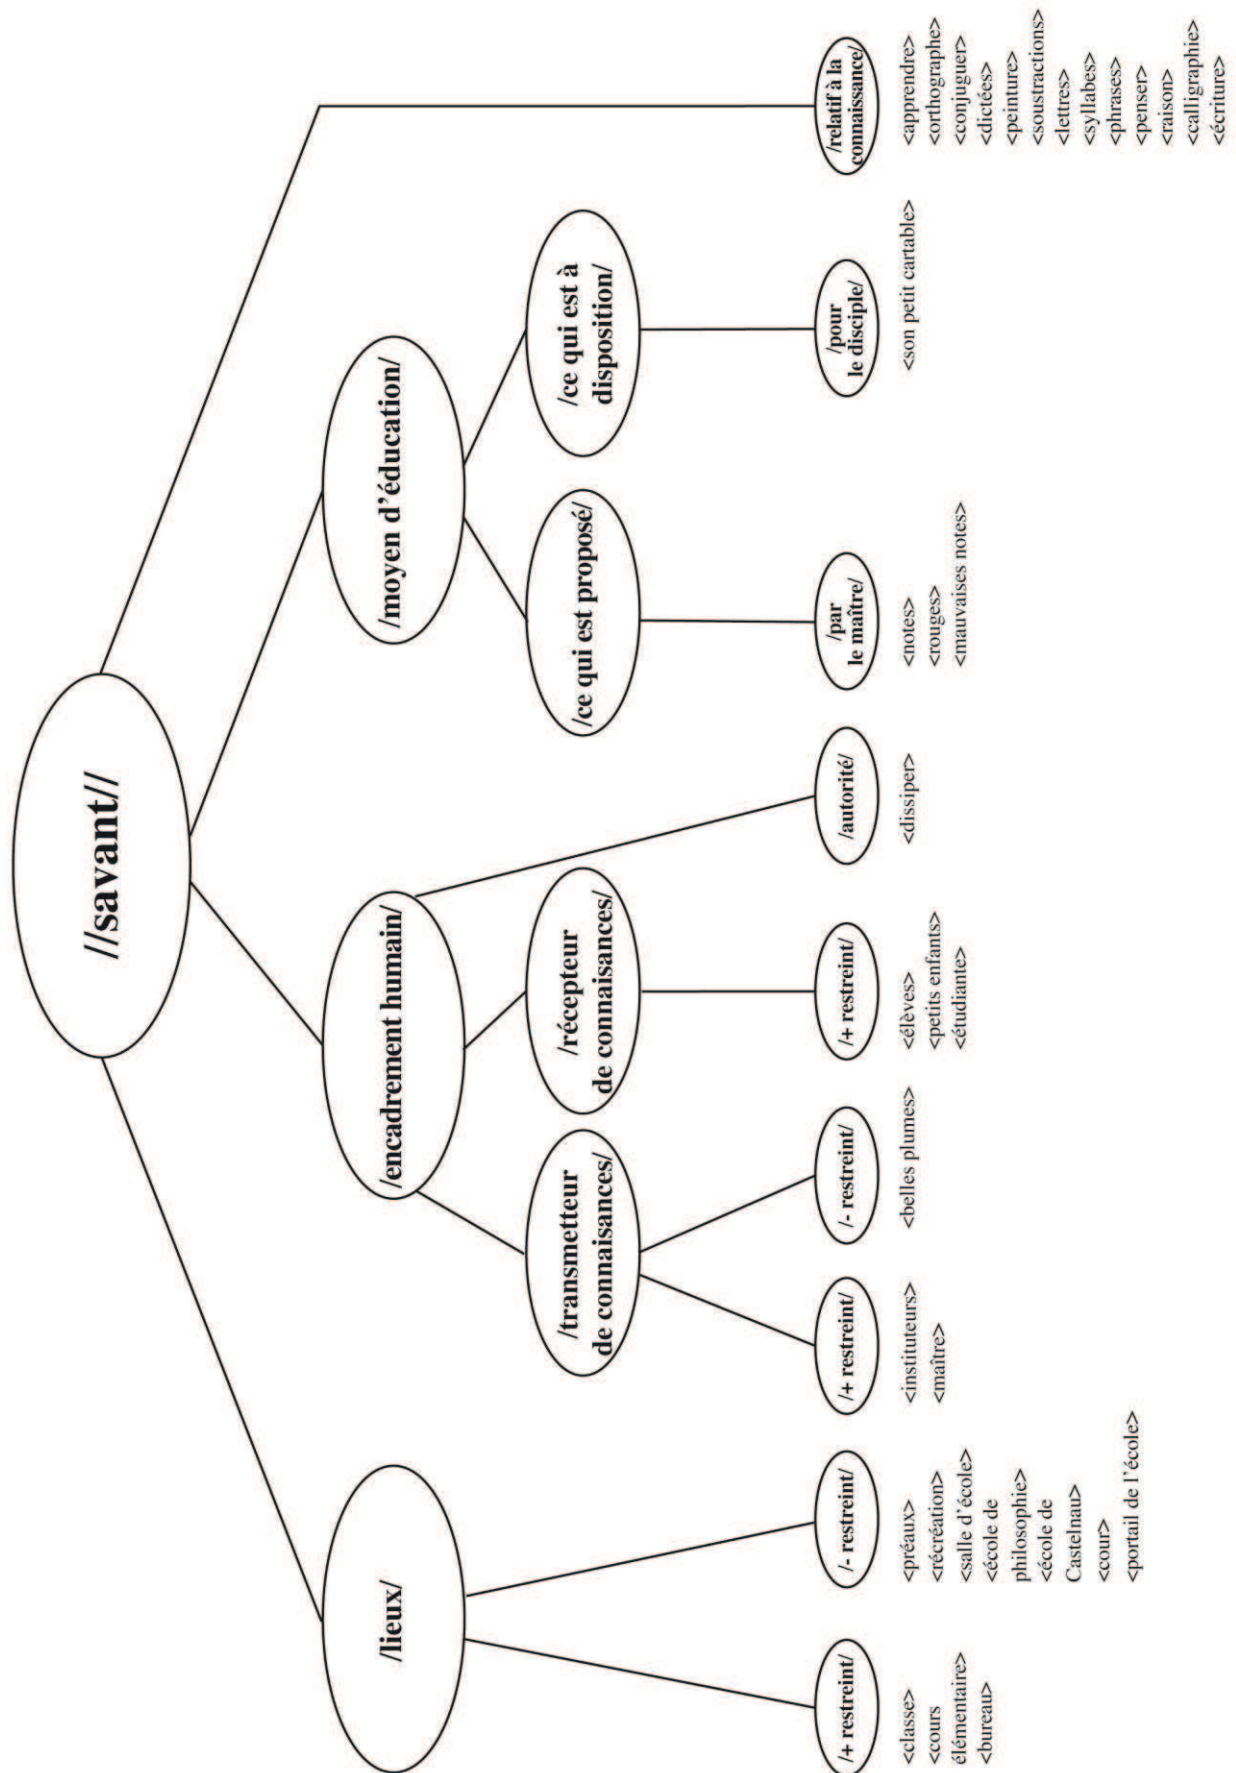 //savant//
/lieux/
/encadrement humain/
/moyen d'éducation/
/transmetteur
de connaisances/
/récepteur
de connaisances/
/ce qui est proposé/
/ce qui est à
disposition/
/+ restreint/
/- restreint/
/+ restreint/
/- restreint/
/+ restreint/
/autorité/
/par
le maître/
/pour
le disciple/
/relatif à la
connaissance/
<classe>
<cours
élémentaire>
<bureau>
<préaux>
<récréation>
<salle d'école>
<école de
philosophie>
<école de
Castelnau>
<cour>
<portail de l'école>
<instituteurs>
<maître>
<belles plumes>
<élèves>
<petits enfants>
<étudiante>
<dissiper>
<notes>
<rouges>
<mauvaises notes>
<son petit cartable>
<apprendre>
<orthographe>
<conjuguer>
<dictées>
<peinture>
<soustractions>
<lettres>
<syllabes>
<phrases>
<penser>
<raison>
<calligraphie>
<écriture>